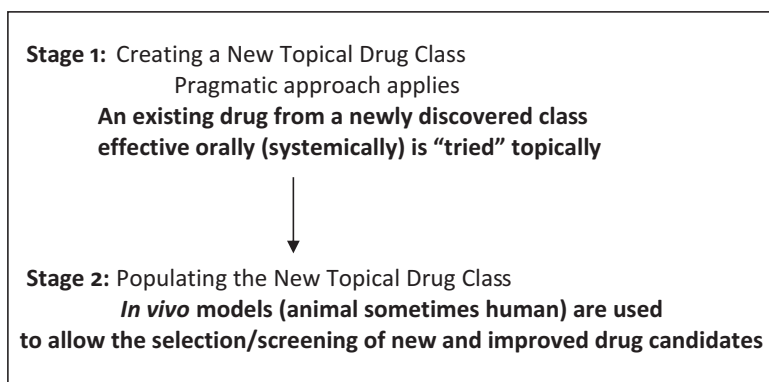 Stage 1: Creating a New Topical Drug Class
Pragmatic approach applies
An existing drug from a newly discovered class
effective orally (systemically) is “tried” topically
Stage 2: Populating the New Topical Drug Class
In vivo models (animal sometimes human) are used
to allow the selection/screening of new and improved drug candidates